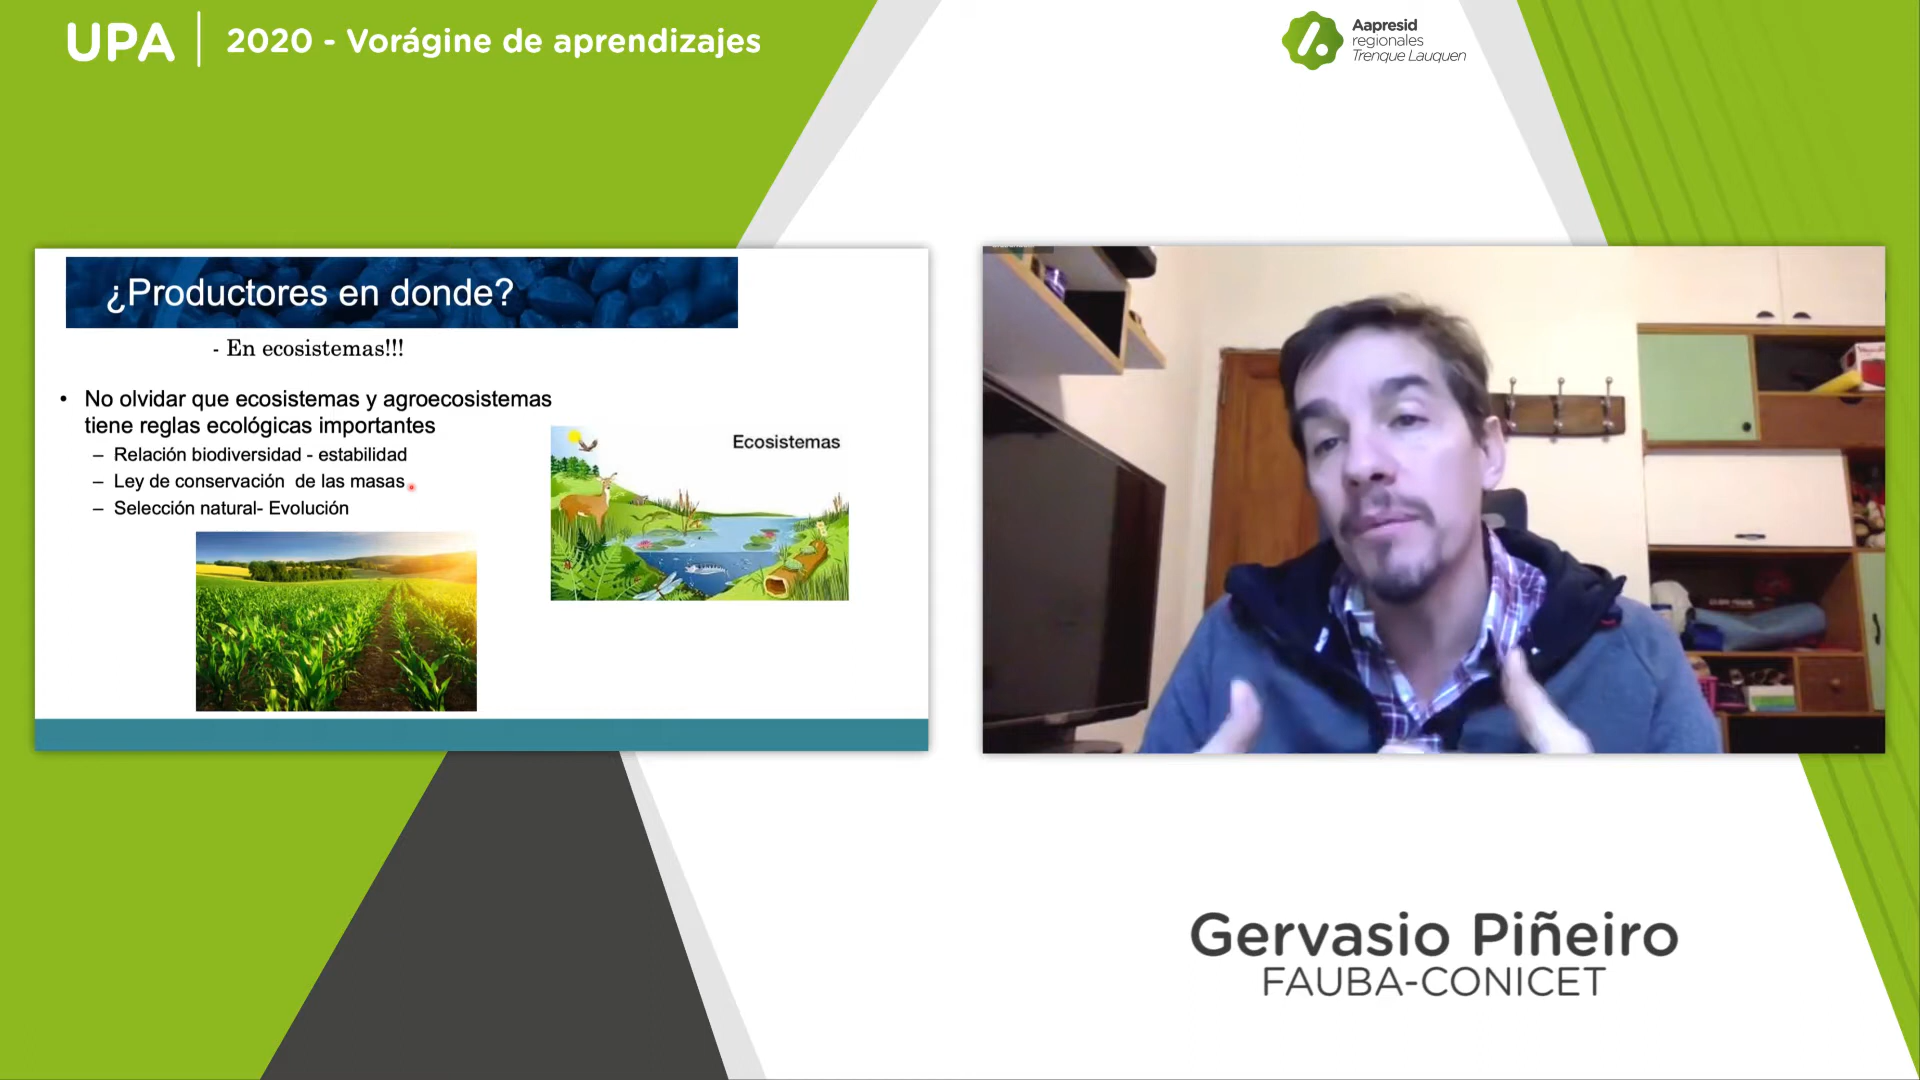 UPA | 2020 - Vorágine de aprendizajes
Aapresid
regionales
Trenque Lauquen
¿Productores en donde?
- En ecosistemas!!!
• No olvidar que ecosistemas y agroecosistemas
tiene reglas ecológicas importantes
– Relación biodiversidad - estabilidad
– Ley de conservación de las masas
– Selección natural- Evolución
Ecosistemas
Gervasio Piñeiro
FAUBA-CONICET